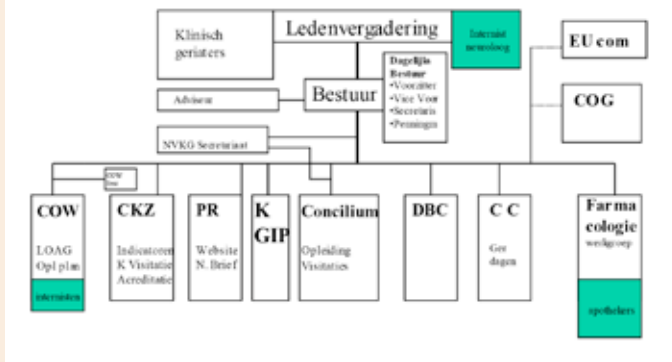 Klinisch
geriaters
Ledenvergadering
Internist
EU com
Dagelijks
Bestuur
•Voorzitter
•Vice Voor
•Secretaris
•Penningm
Bestuur
Adviseur
COG
NVKG Secretariaat
COW
COW
LOAG
Opl plan
internisten
CKZ
Indicatoren
K Visitatie
Acreditatie
PR
Website
N. Brief
K
GIP
Concilium
Opleiding
Visitaties
DBC
C C
Ger
dagen
Farma
cologie
werkgroep
apothekers